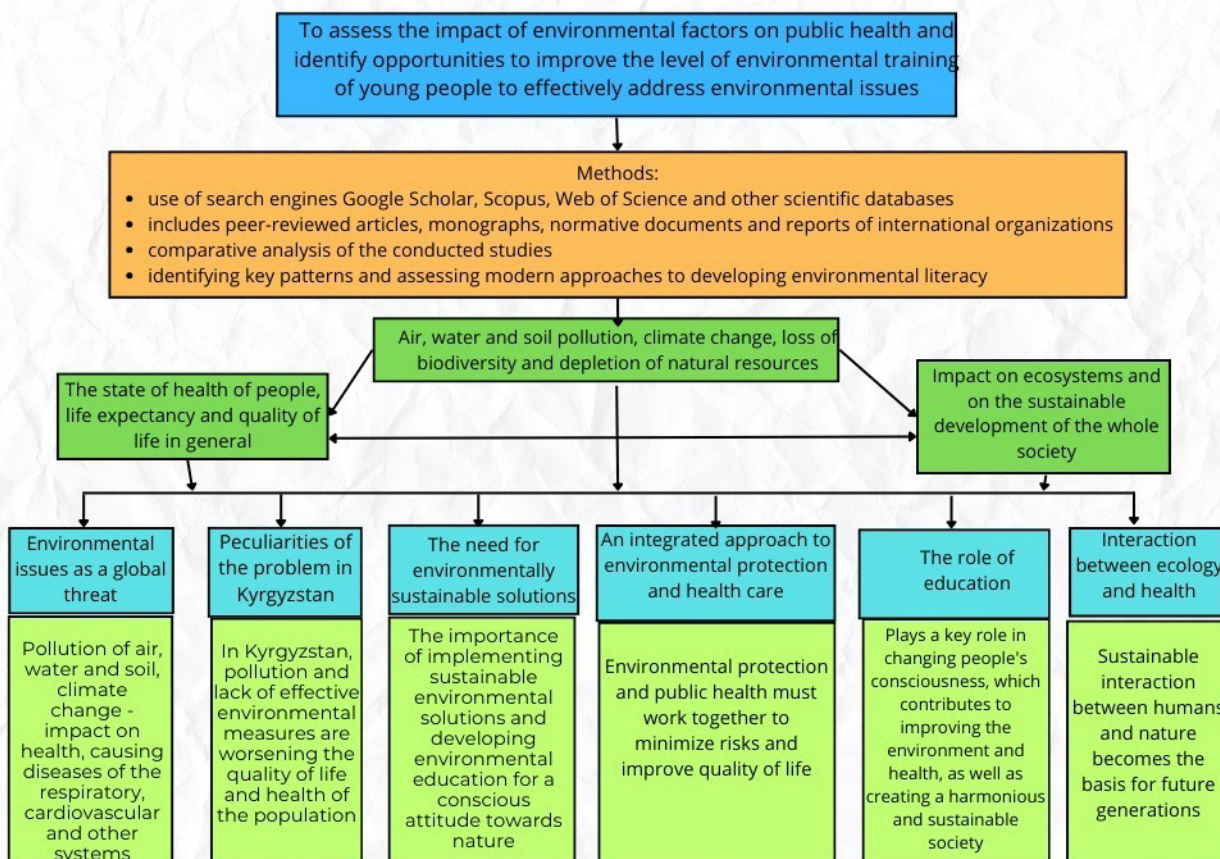 To assess the impact of environmental factors on public health and
identify opportunities to improve the level of environmental training
of young people to effectively address environmental issues
Methods:
• use of search engines Google Scholar, Scopus, Web of Science and other scientific databases
• includes peer-reviewed articles, monographs, normative documents and reports of international organizations
• comparative analysis of the conducted studies
• identifying key patterns and assessing modern approaches to developing environmental literacy
Air, water and soil pollution, climate change, loss of
biodiversity and depletion of natural resources
The state of health of people,
life expectancy and quality of
life in general
Impact on ecosystems and
on the sustainable
development of the whole
society
Environmental
issues as a global
threat
Pollution of air,
water and soil,
climate
change -
impact on
health, causing
diseases of the
respiratory,
cardiovascular
and other
systems
Peculiarities of
the problem in
Kyrgyzstan
In Kyrgyzstan,
pollution and
lack of effective
environmental
measures are
worsening the
quality of life
and health of
the population
The need for
environmentally
sustainable solutions
The importance
of implementing
sustainable
environmental
solutions and
developing
environmental
education for a
conscious
attitude towards
nature
An integrated approach to
environmental protection
and health care
Environmental protection
and public health must
work together to
minimize risks and
improve quality of life
The role of
education
Plays a key role in
changing people's
consciousness, which
contributes to
improving the
environment and
health, as well as
creating a harmonious
and sustainable
society
Interaction
between ecology
and health
Sustainable
interaction
between humans
and nature
becomes the
basis for future
generations